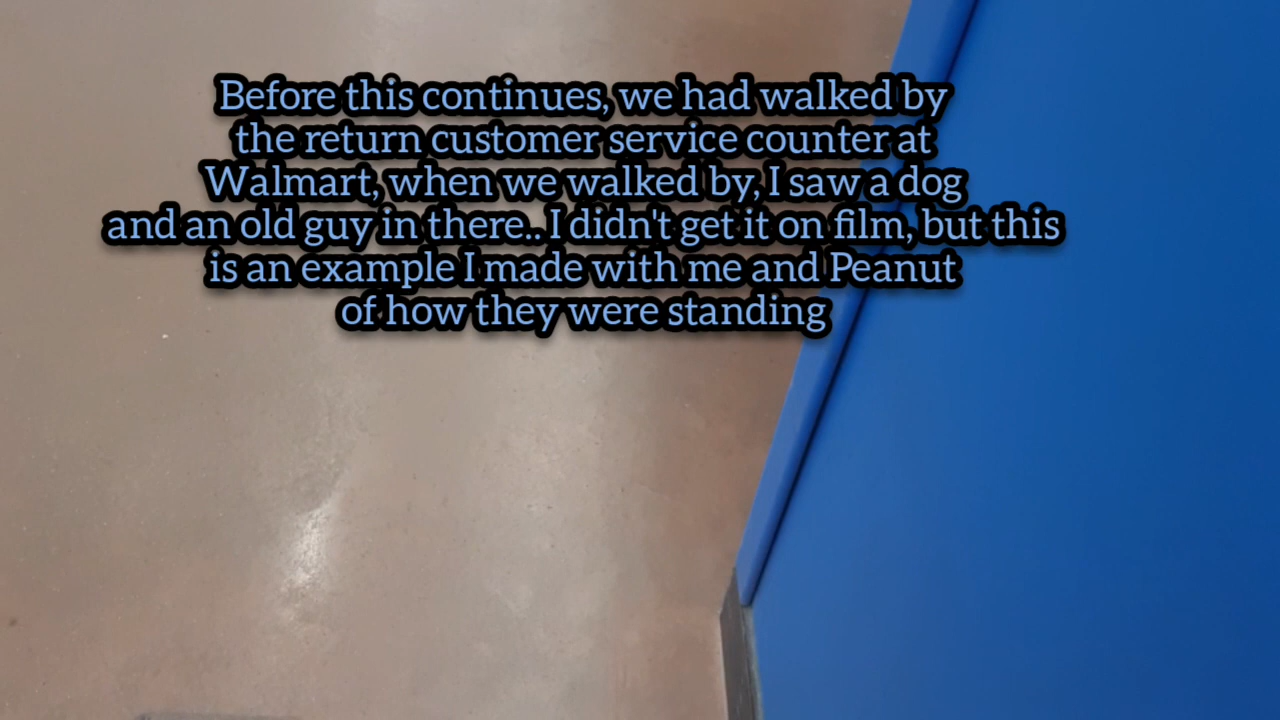 Before this continues, we had walked by
the return customer service counter at
Walmart, when we walked by, I saw a dog
and an old guy in there.. I didn't get it on film, but this
is an example I made with me and Peanut
of how they were standing